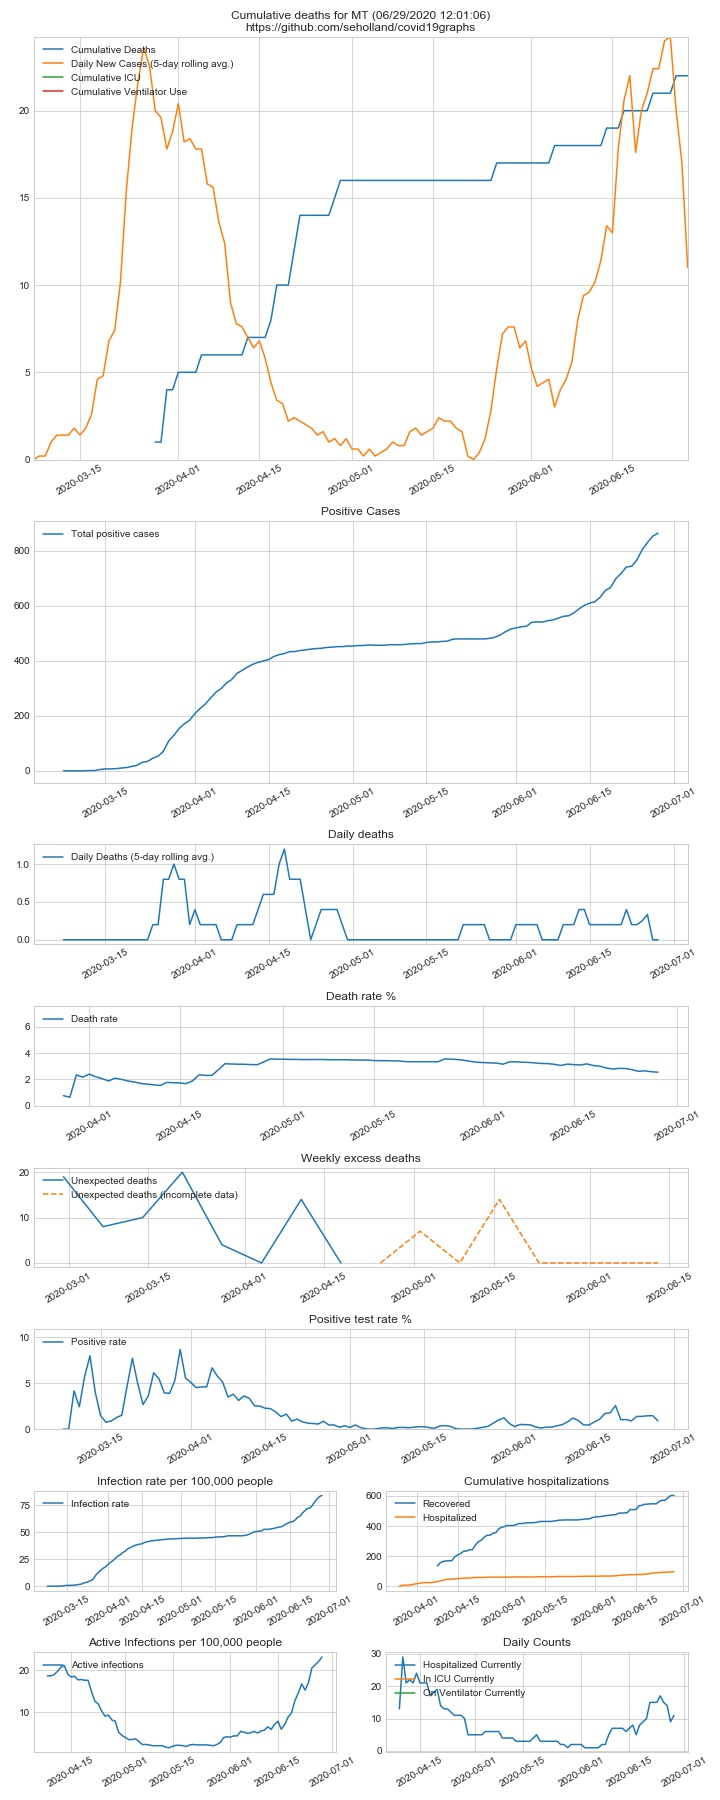 Cumulative deaths for MT (06/29/2020 12:01:06)
https://github.com/seholland/covid19graphs
Cumulative Deaths
Daily New Cases (5-day rolling avg.)
Cumulative ICU
Cumulative Ventilator Use
20
15
10
5
0
2020-03-15 2020-04-01 2020-04-15 2020-05-01 2020-05-15 2020-06-01 2020-06-15
Positive Cases
Total positive cases
800
600
400
200
0
2020-03-15 2020-04-01 2020-04-15 2020-05-01 2020-05-15 2020-06-01 2020-06-15 2020-07-01
Daily deaths
Daily Deaths (5-day rolling avg.)
1.0
0.5
0.0
2020-03-15 2020-04-01 2020-04-15 2020-05-01 2020-05-15 2020-06-01 2020-06-15 2020-07-01
Death rate %
Death rate
6
4
2
0
2020-04-01 2020-04-15 2020-05-01 2020-05-15 2020-06-01 2020-06-15 2020-07-01
Weekly excess deaths
Unexpected deaths
Unexpected deaths (incomplete data)
20
10
0
2020-03-01 2020-03-15 2020-04-01 2020-04-15 2020-05-01 2020-05-15 2020-06-01 2020-06-15
Positive test rate %
Positive rate
10
5
0
2020-03-15 2020-04-01 2020-04-15 2020-05-01 2020-05-15 2020-06-01 2020-06-15 2020-07-01
Infection rate per 100,000 people
Infection rate
75
50
25
0
2020-03-15 2020-04-01 2020-04-15 2020-05-01 2020-05-15 2020-06-01 2020-06-15 2020-07-01
Cumulative hospitalizations
Recovered
Hospitalized
600
400
200
0
2020-04-01 2020-04-15 2020-05-01 2020-05-15 2020-06-01 2020-06-15 2020-07-01
Active Infections per 100,000 people
Active infections
20
10
2020-04-15 2020-05-01 2020-05-15 2020-06-01 2020-06-15 2020-07-01
Daily Counts
Hospitalized Currently
In ICU Currently
On Ventilator Currently
30
20
10
0
2020-04-15 2020-05-01 2020-05-15 2020-06-01 2020-06-15 2020-07-01